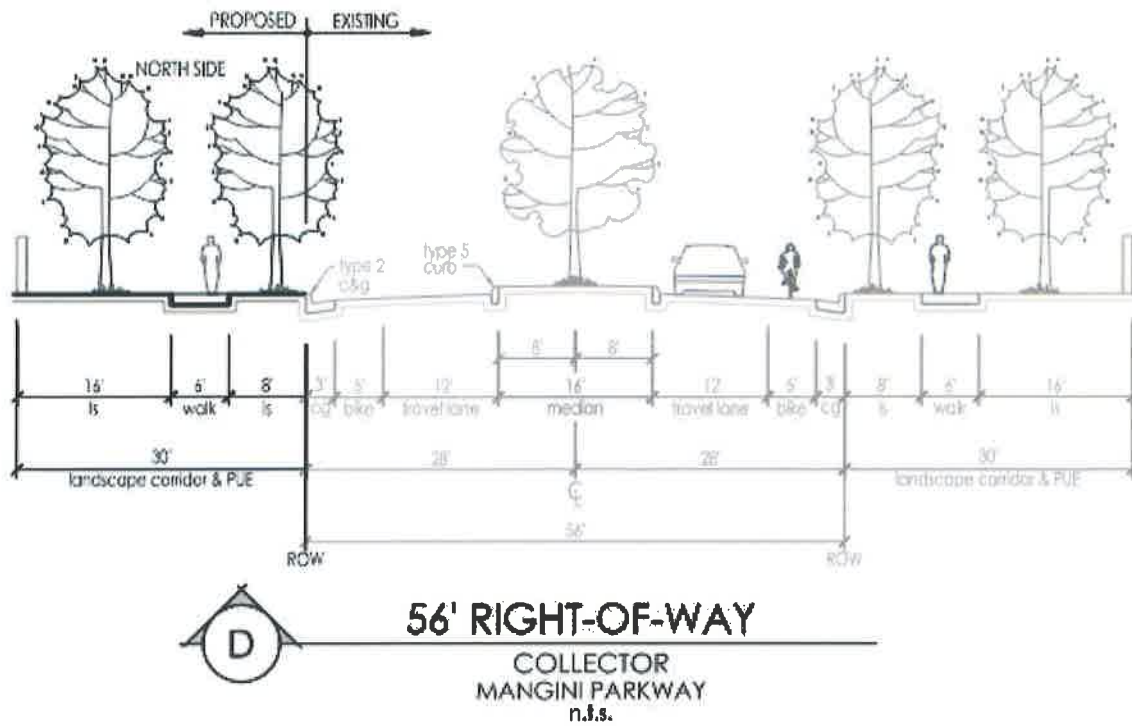 PROPOSED EXISTING
NORTH SIDE
type 2
c&g
type 5
curb
8' 8'
16' 6' 8' 3' 5' 12' 16' 12' 5' 3' 8' 6' 16'
ls walk ls cg bike travel lane median travel lane bike cg ls walk ls
30' 28' 28' 30'
landscape corridor & PUE landscape corridor & PUE
CL
56'
ROW ROW
D
56' RIGHT-OF-WAY
COLLECTOR
MANGINI PARKWAY
n.t.s.